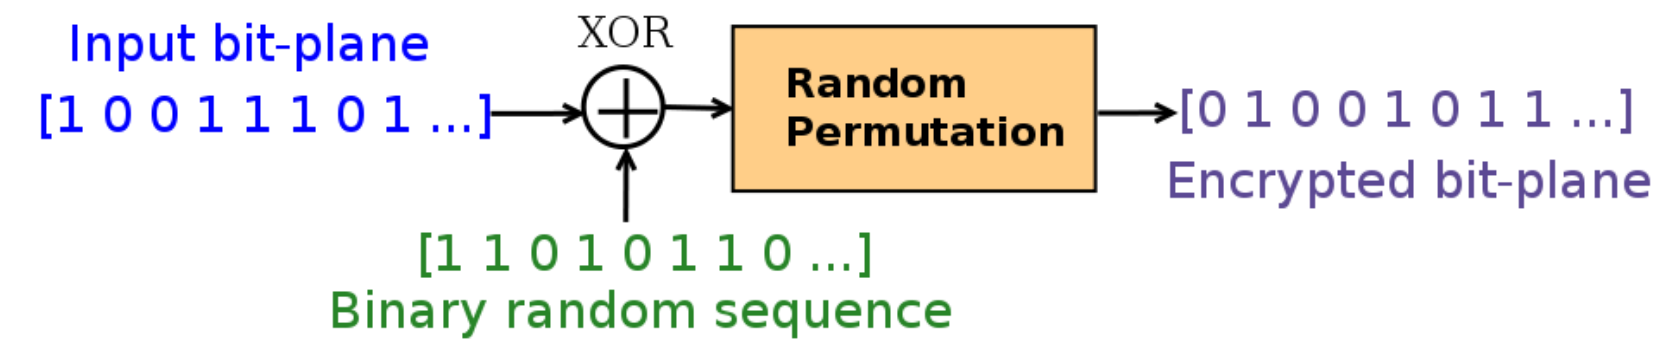 Input bit-plane
XOR
[1 0 0 1 1 1 0 1 ...]
Random
Permutation
[0 1 0 0 1 0 1 1 ...]
Encrypted bit-plane
[1 1 0 1 0 1 1 0 ...]
Binary random sequence